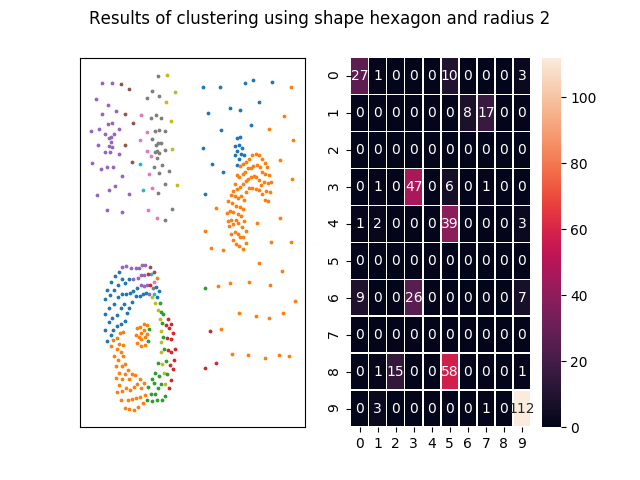 Results of clustering using shape hexagon and radius 2
0 27 1 0 0 0 10 0 0 0 3
1 0 0 0 0 0 0 8 17 0 0
2 0 0 0 0 0 0 0 0 0 0
3 0 1 0 47 0 6 0 1 0 0
4 1 2 0 0 0 39 0 0 0 3
5 0 0 0 0 0 0 0 0 0 0
6 9 0 0 26 0 0 0 0 0 7
7 0 0 0 0 0 0 0 0 0 0
8 0 1 15 0 0 58 0 0 0 1
9 0 3 0 0 0 0 0 1 0 112
0 1 2 3 4 5 6 7 8 9
100
80
60
40
20
0